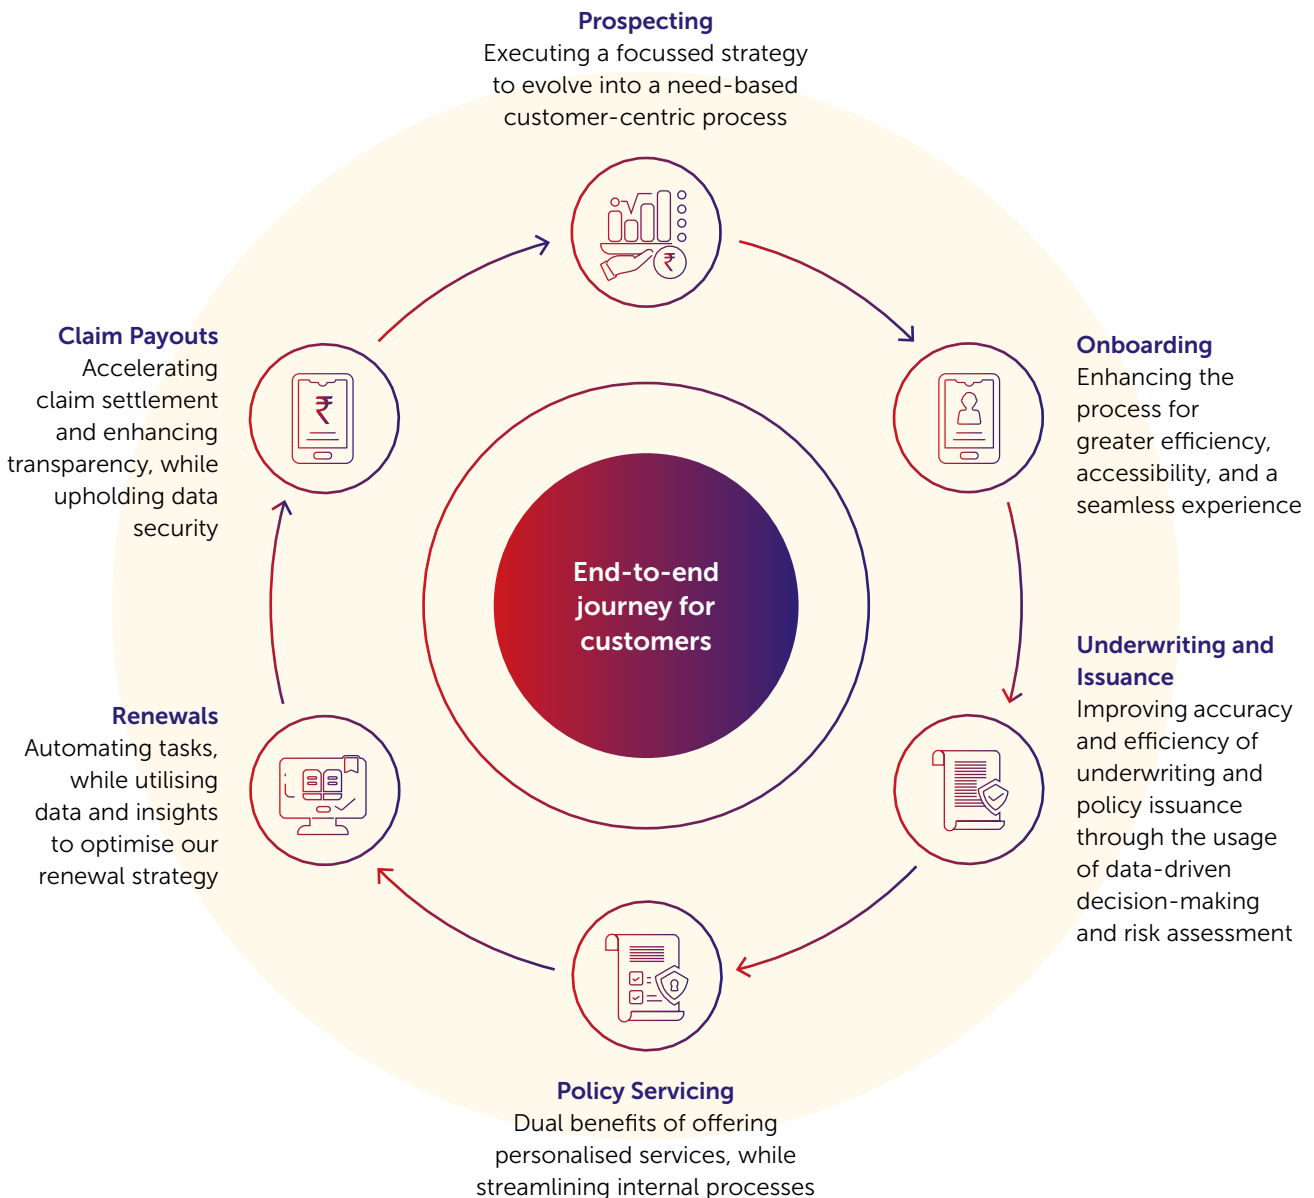 Prospecting
Executing a focussed strategy
to evolve into a need-based
customer-centric process
₹
Onboarding
Enhancing the
process for
greater efficiency,
accessibility, and a
seamless experience
Underwriting and
Issuance
Improving accuracy
and efficiency of
underwriting and
policy issuance
through the usage
of data-driven
decision-making
and risk assessment
Policy Servicing
Dual benefits of offering
personalised services, while
streamlining internal processes
Renewals
Automating tasks,
while utilising
data and insights
to optimise our
renewal strategy
Claim Payouts
Accelerating
claim settlement
and enhancing
transparency, while
upholding data
security
₹
End-to-end
journey for
customers